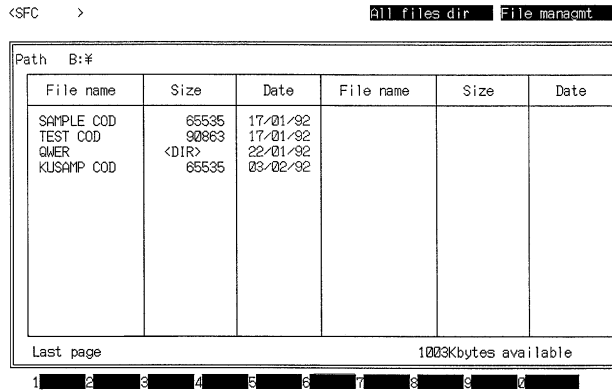 <SFC > All files dir File managmt
Path B:¥
File name Size Date File name Size Date
SAMPLE COD 65535 17/01/92
TEST COD 90863 17/01/92
QWER <DIR> 22/01/92
KUSAMP COD 65535 03/02/92
Last page 1003Kbytes available
1 2 3 4 5 6 7 8 9 0